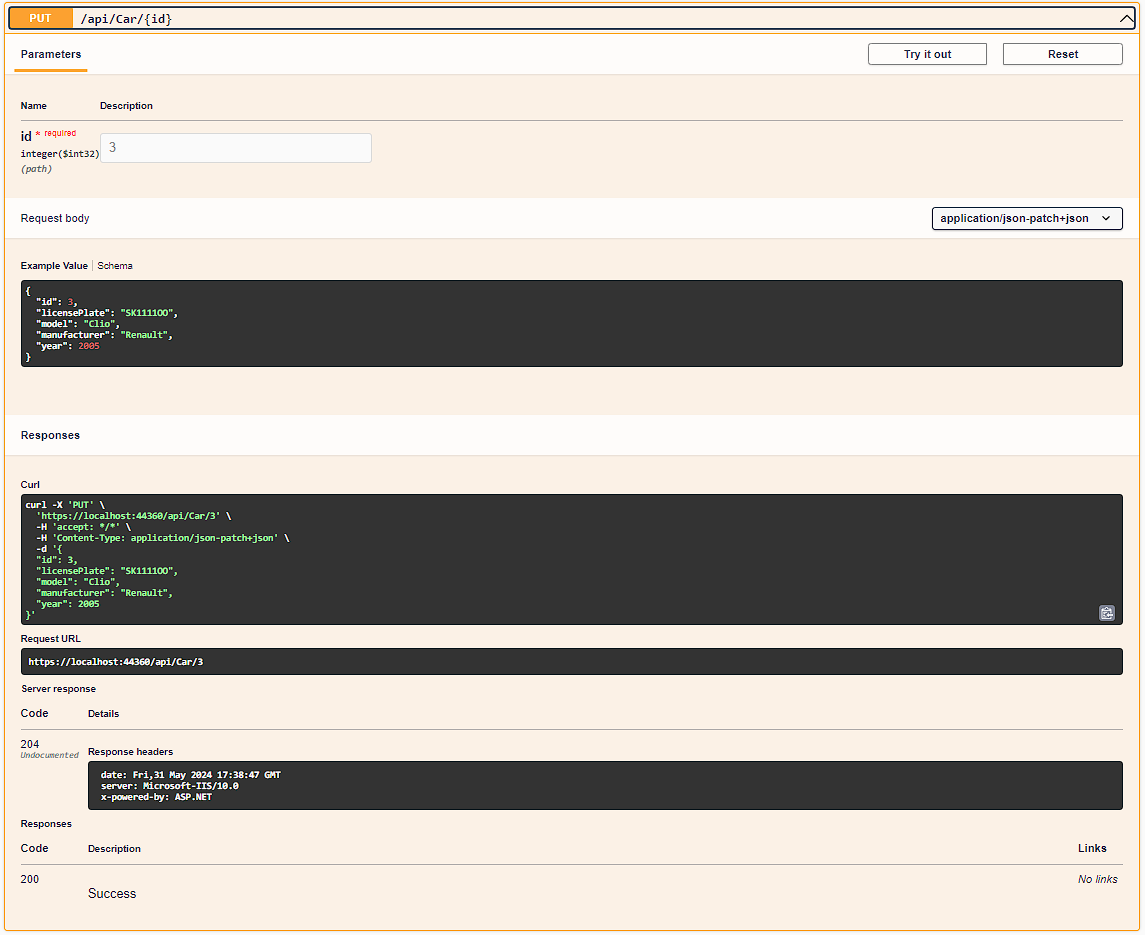 PUT /api/Car/{id}
Parameters Try it out Reset
Name Description
id * required 3
integer($int32)
(path)
Request body application/json-patch+json
Example Value | Schema
{
"id": 3,
"licensePlate": "SK11100",
"model": "Clio",
"manufacturer": "Renault",
"year": 2005
}
Responses
Curl
curl -X 'PUT' \
'https://localhost:44360/api/Car/3' \
-H 'accept: */*' \
-H 'Content-Type: application/json-patch+json' \
-d '{
"id": 3,
"licensePlate": "SK11100",
"model": "Clio",
"manufacturer": "Renault",
"year": 2005
}'
Request URL
https://localhost:44360/api/Car/3
Server response
Code Details
204
Undocumented
Response headers
date: Fri,31 May 2024 17:38:47 GMT
server: Microsoft-IIS/10.0
x-powered-by: ASP.NET
Responses
Code Description Links
200 No links
Success